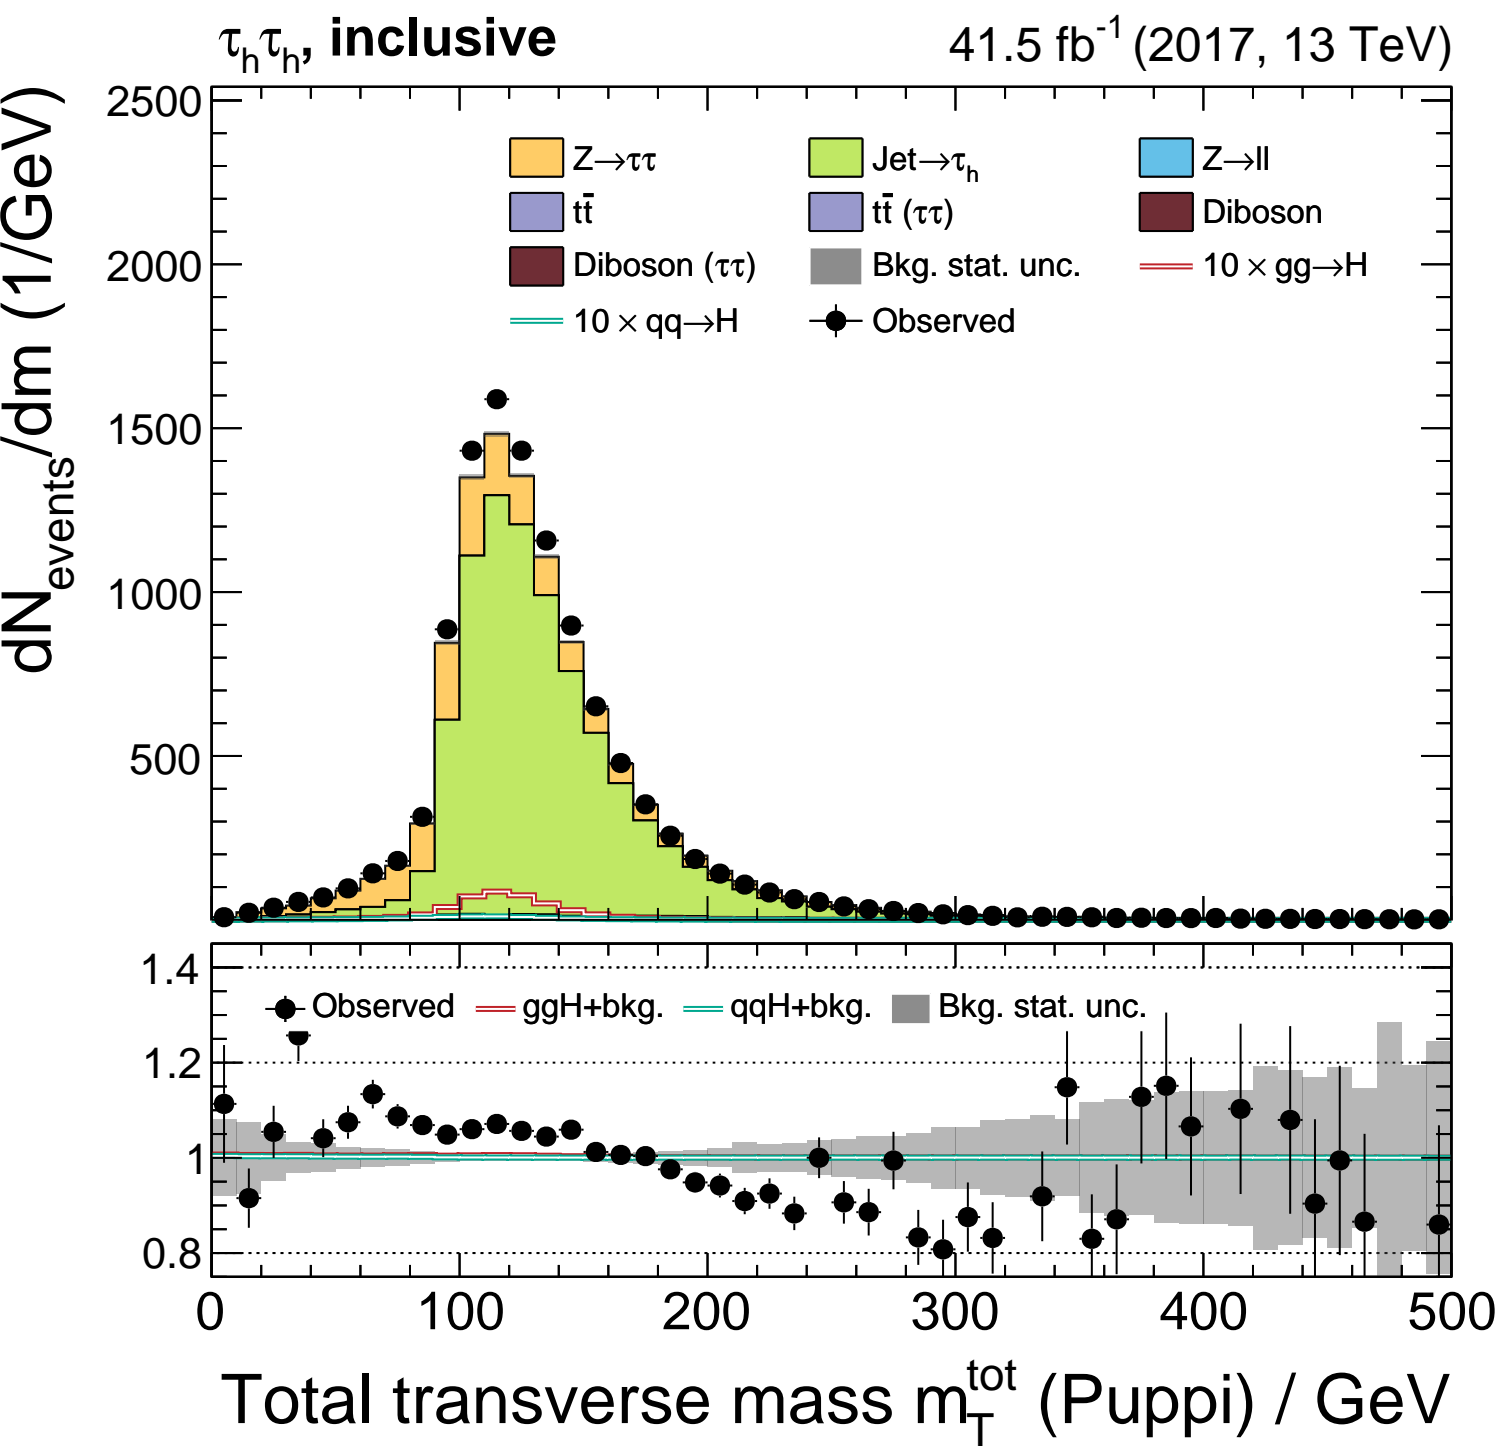 τhτh, inclusive 41.5 fb-1 (2017, 13 TeV)
dNevents/dm (1/GeV)
2500
2000
1500
1000
500
Z→ττ Jet→τh Z→ll
tt̄ tt̄ (ττ) Diboson
Diboson (ττ) Bkg. stat. unc. 10 × gg→H
10 × qq→H Observed
1.4
1.2
1
0.8
Observed ggH+bkg. qqH+bkg. Bkg. stat. unc.
0 100 200 300 400 500
Total transverse mass mTtot (Puppi) / GeV